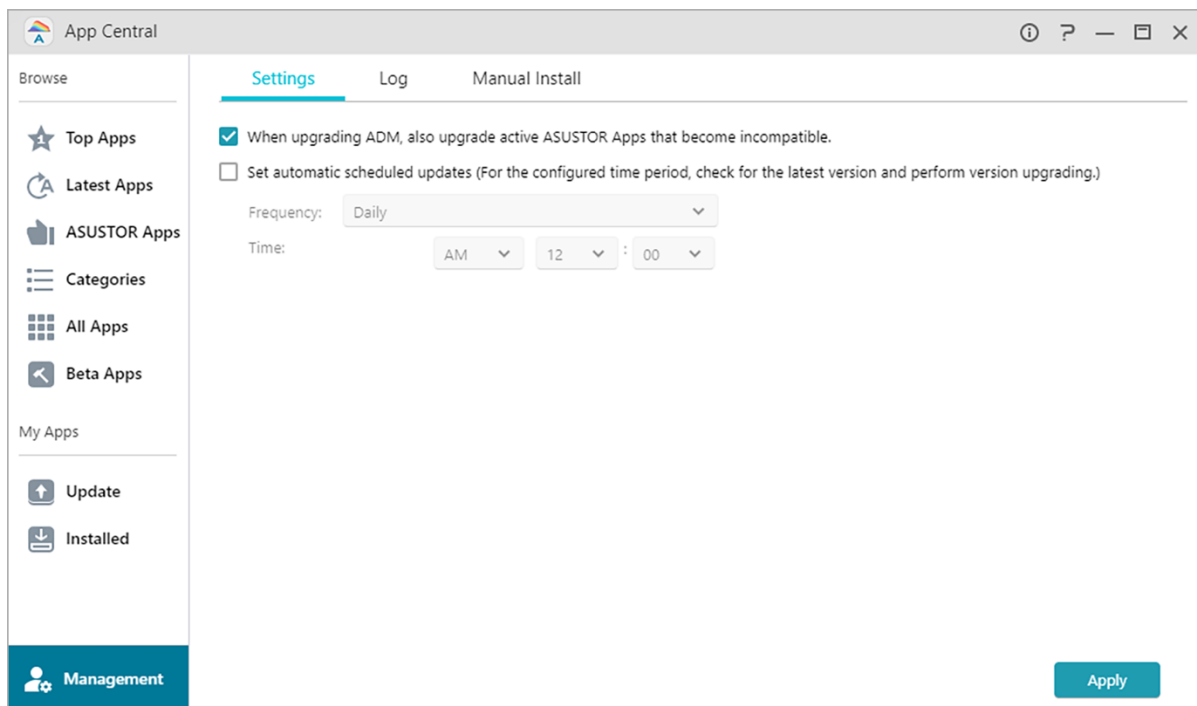 App Central
Browse
Top Apps
Latest Apps
ASUSTOR Apps
Categories
All Apps
Beta Apps
My Apps
Update
Installed
Management
Settings Log Manual Install
When upgrading ADM, also upgrade active ASUSTOR Apps that become incompatible.
Set automatic scheduled updates (For the configured time period, check for the latest version and perform version upgrading.)
Frequency: Daily
Time: AM 12 : 00
Apply